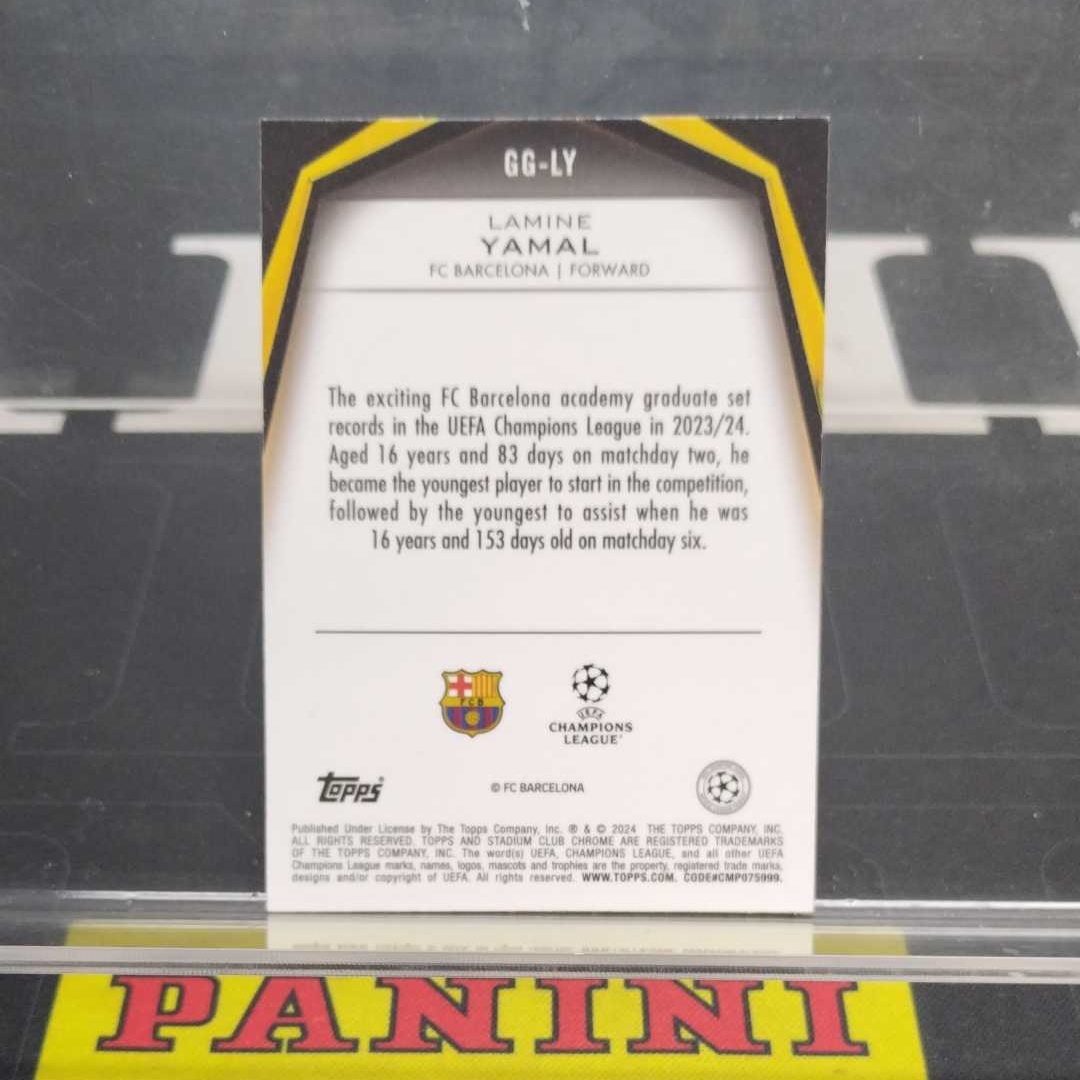 GG-LY
LAMINE
YAMAL
FC BARCELONA | FORWARD
The exciting FC Barcelona academy graduate set
records in the UEFA Champions League in 2023/24.
Aged 16 years and 83 days on matchday two, he
became the youngest player to start in the competition,
followed by the youngest to assist when he was
16 years and 153 days old on matchday six.
FCB
UEFA
CHAMPIONS
LEAGUE
Topps
© FC BARCELONA
Published Under License by The Topps Company, Inc. ® & © 2024 THE TOPPS COMPANY, INC.
ALL RIGHTS RESERVED. TOPPS AND STADIUM CLUB CHROME ARE REGISTERED TRADEMARKS
OF THE TOPPS COMPANY, INC. The word(s) UEFA, CHAMPIONS LEAGUE, and all other UEFA
Champions League marks, names, logos, mascots and trophies are the property, registered trade marks,
designs and/or copyright of UEFA. All rights reserved. WWW.TOPPS.COM. CODE#CMP075999.
PANINI